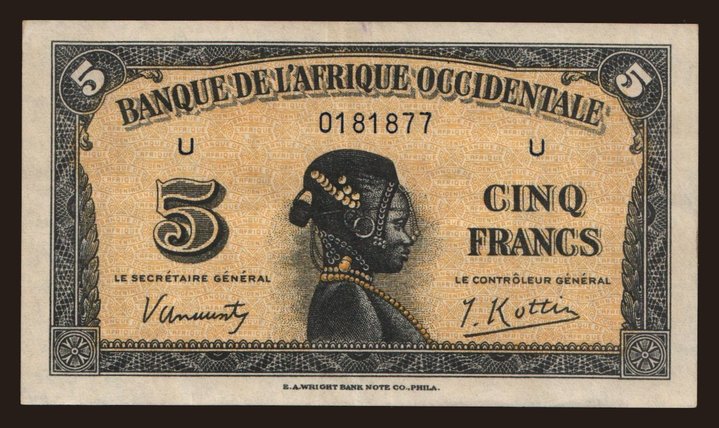 5 5
BANQUE DE L'AFRIQUE OCCIDENTALE
0181877
U U
5 CINQ
FRANCS
LE SECRÉTAIRE GÉNÉRAL LE CONTRÔLEUR GÉNÉRAL
J. Kottin
E.A.WRIGHT BANK NOTE CO., PHILA.